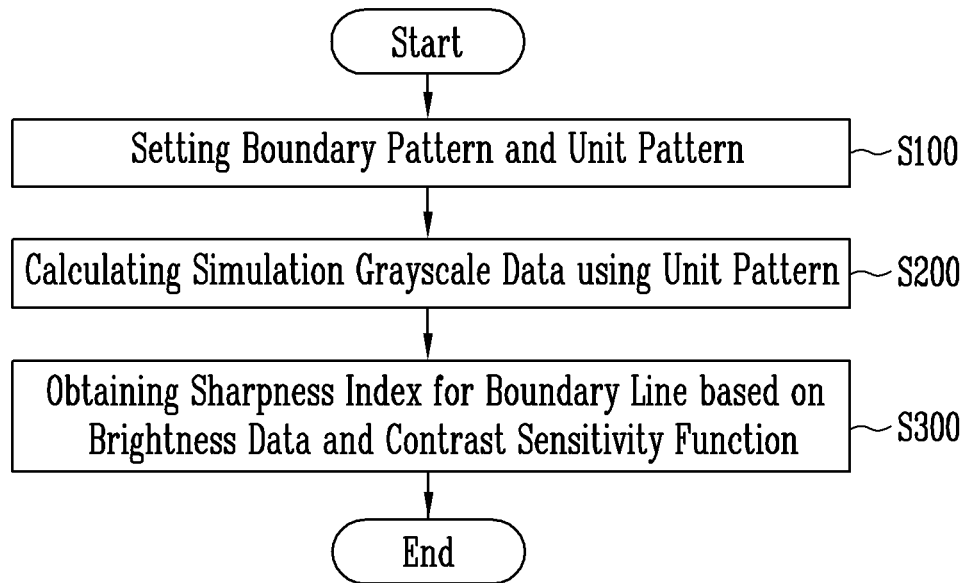 Start
Setting Boundary Pattern and Unit Pattern
S100
Calculating Simulation Grayscale Data using Unit Pattern
S200
Obtaining Sharpness Index for Boundary Line based on
Brightness Data and Contrast Sensitivity Function
S300
End